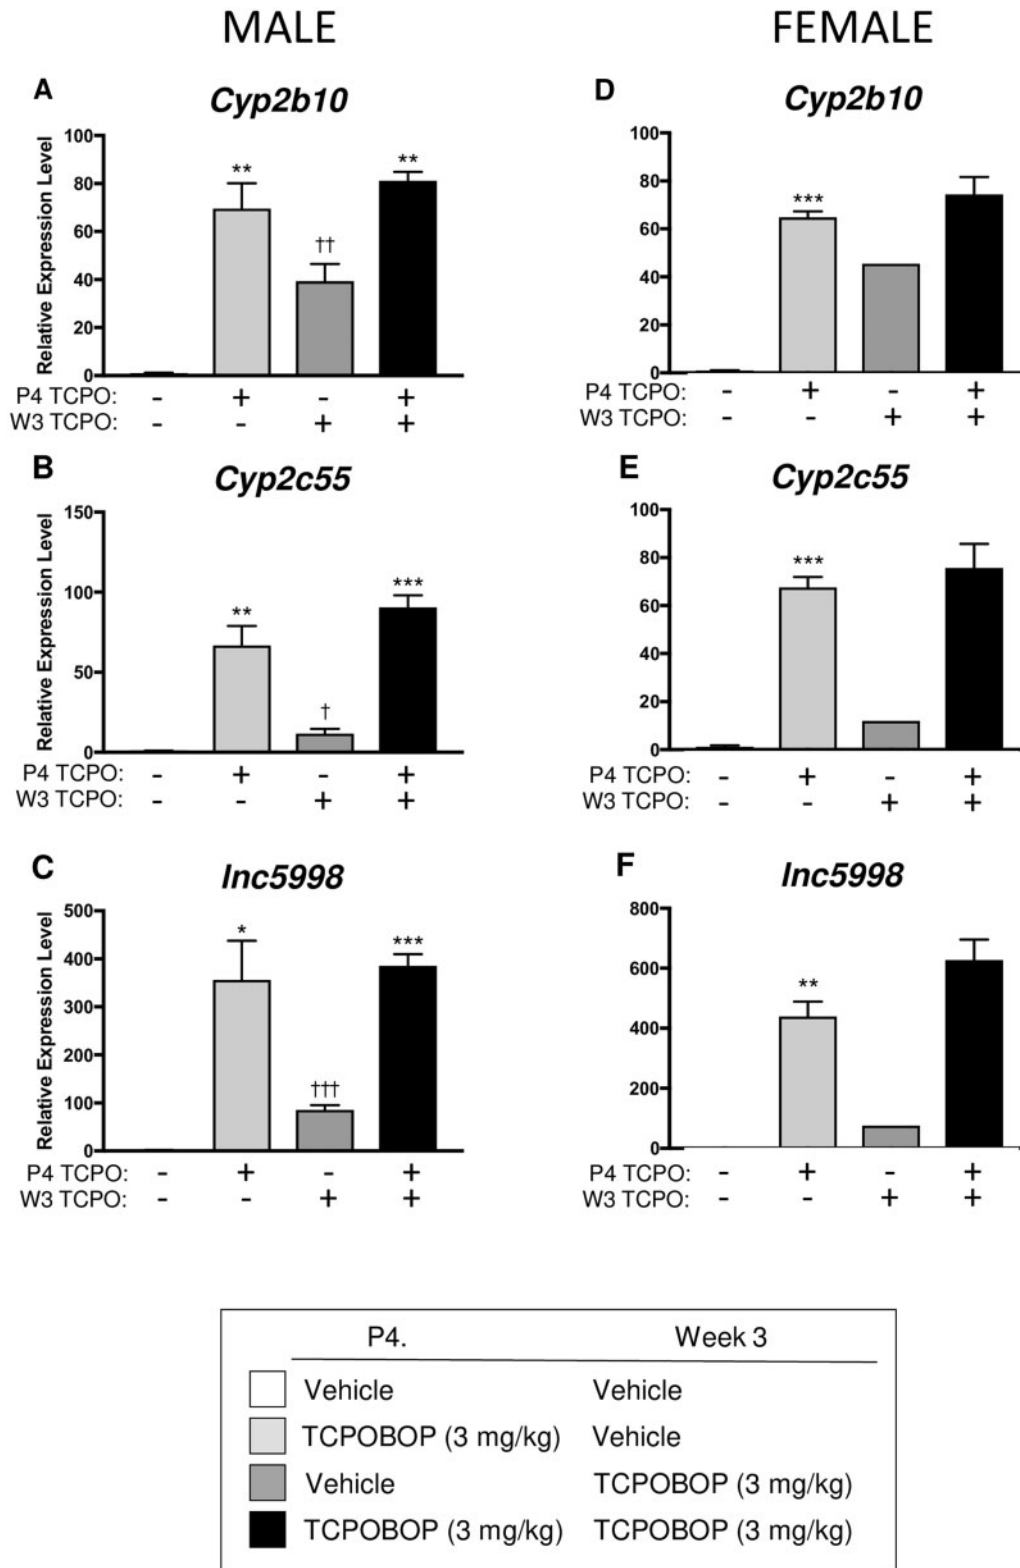 MALE
FEMALE
A
Cyp2b10
Relative Expression Level
100
80
60
40
20
0
**
††
**
P4 TCPO: - + - +
W3 TCPO: - - + +
D
Cyp2b10
100
80
60
40
20
0
***
P4 TCPO: - + - +
W3 TCPO: - - + +
B
Cyp2c55
Relative Expression Level
150
100
50
0
**
†
***
P4 TCPO: - + - +
W3 TCPO: - - + +
E
Cyp2c55
100
80
60
40
20
0
***
P4 TCPO: - + - +
W3 TCPO: - - + +
C
lnc5998
Relative Expression Level
500
400
300
200
100
0
*
†††
***
P4 TCPO: - + - +
W3 TCPO: - - + +
F
lnc5998
800
600
400
200
0
**
P4 TCPO: - + - +
W3 TCPO: - - + +
P4. Week 3
Vehicle Vehicle
TCPOBOP (3 mg/kg) Vehicle
Vehicle TCPOBOP (3 mg/kg)
TCPOBOP (3 mg/kg) TCPOBOP (3 mg/kg)